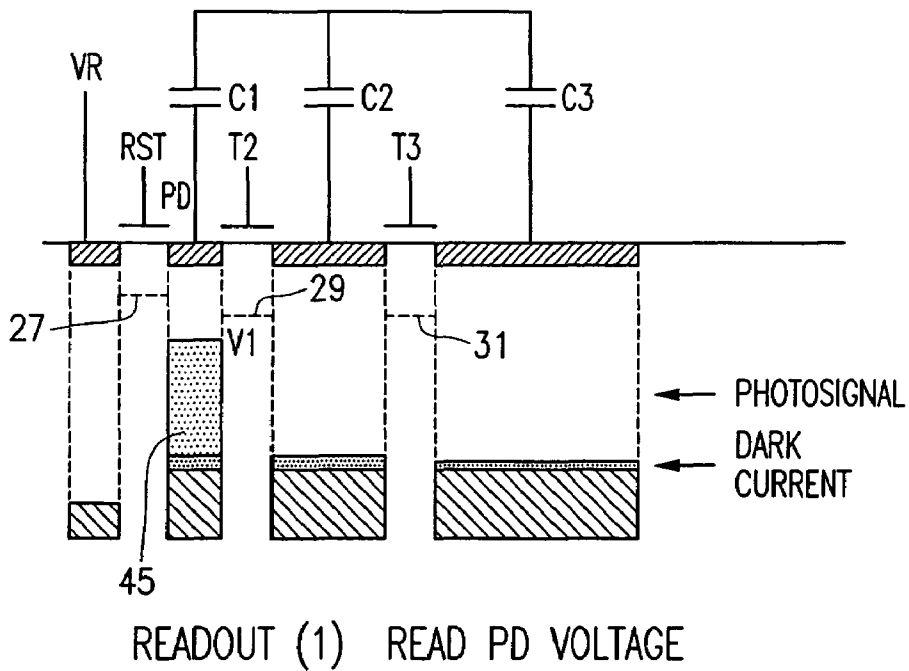 VR
C1
C2
C3
RST
T2
T3
PD
27
V1
29
31
PHOTOSIGNAL
DARK
CURRENT
45
READOUT (1) READ PD VOLTAGE